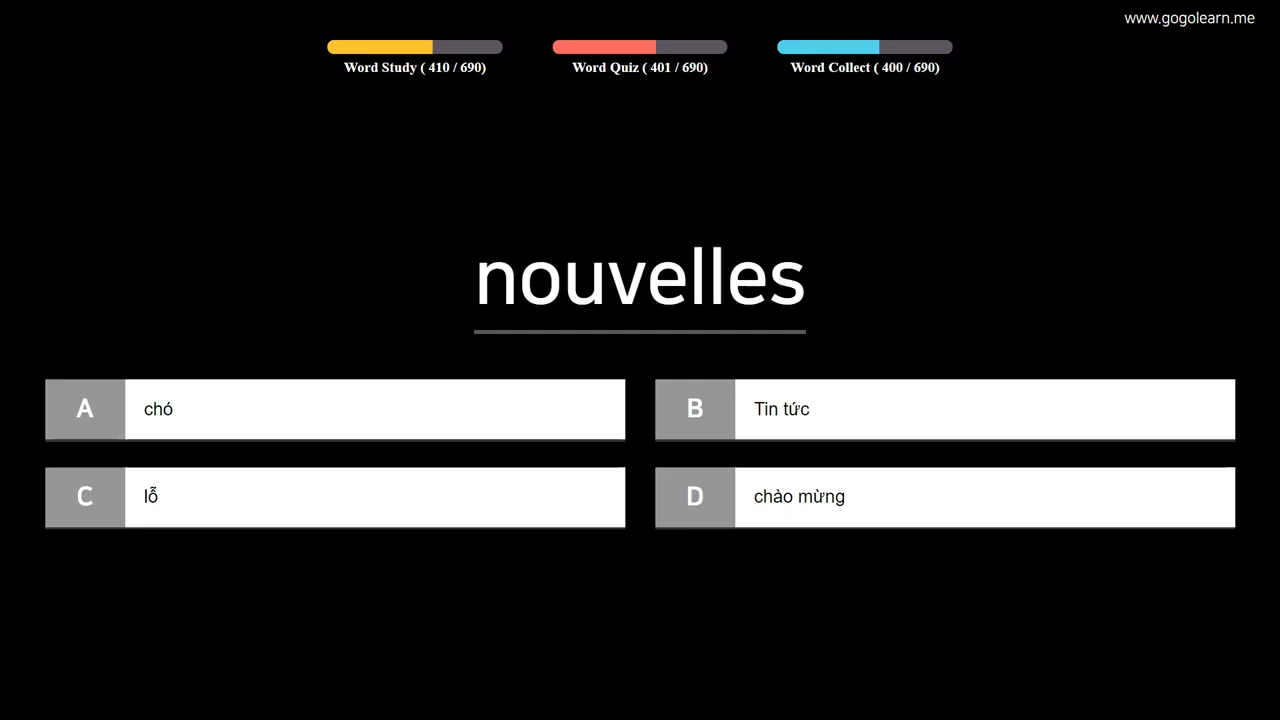 www.gogolearn.me
Word Study ( 410 / 690)
Word Quiz ( 401 / 690)
Word Collect ( 400 / 690)
nouvelles
A chó
B Tin tức
C lỗ
D chào mừng